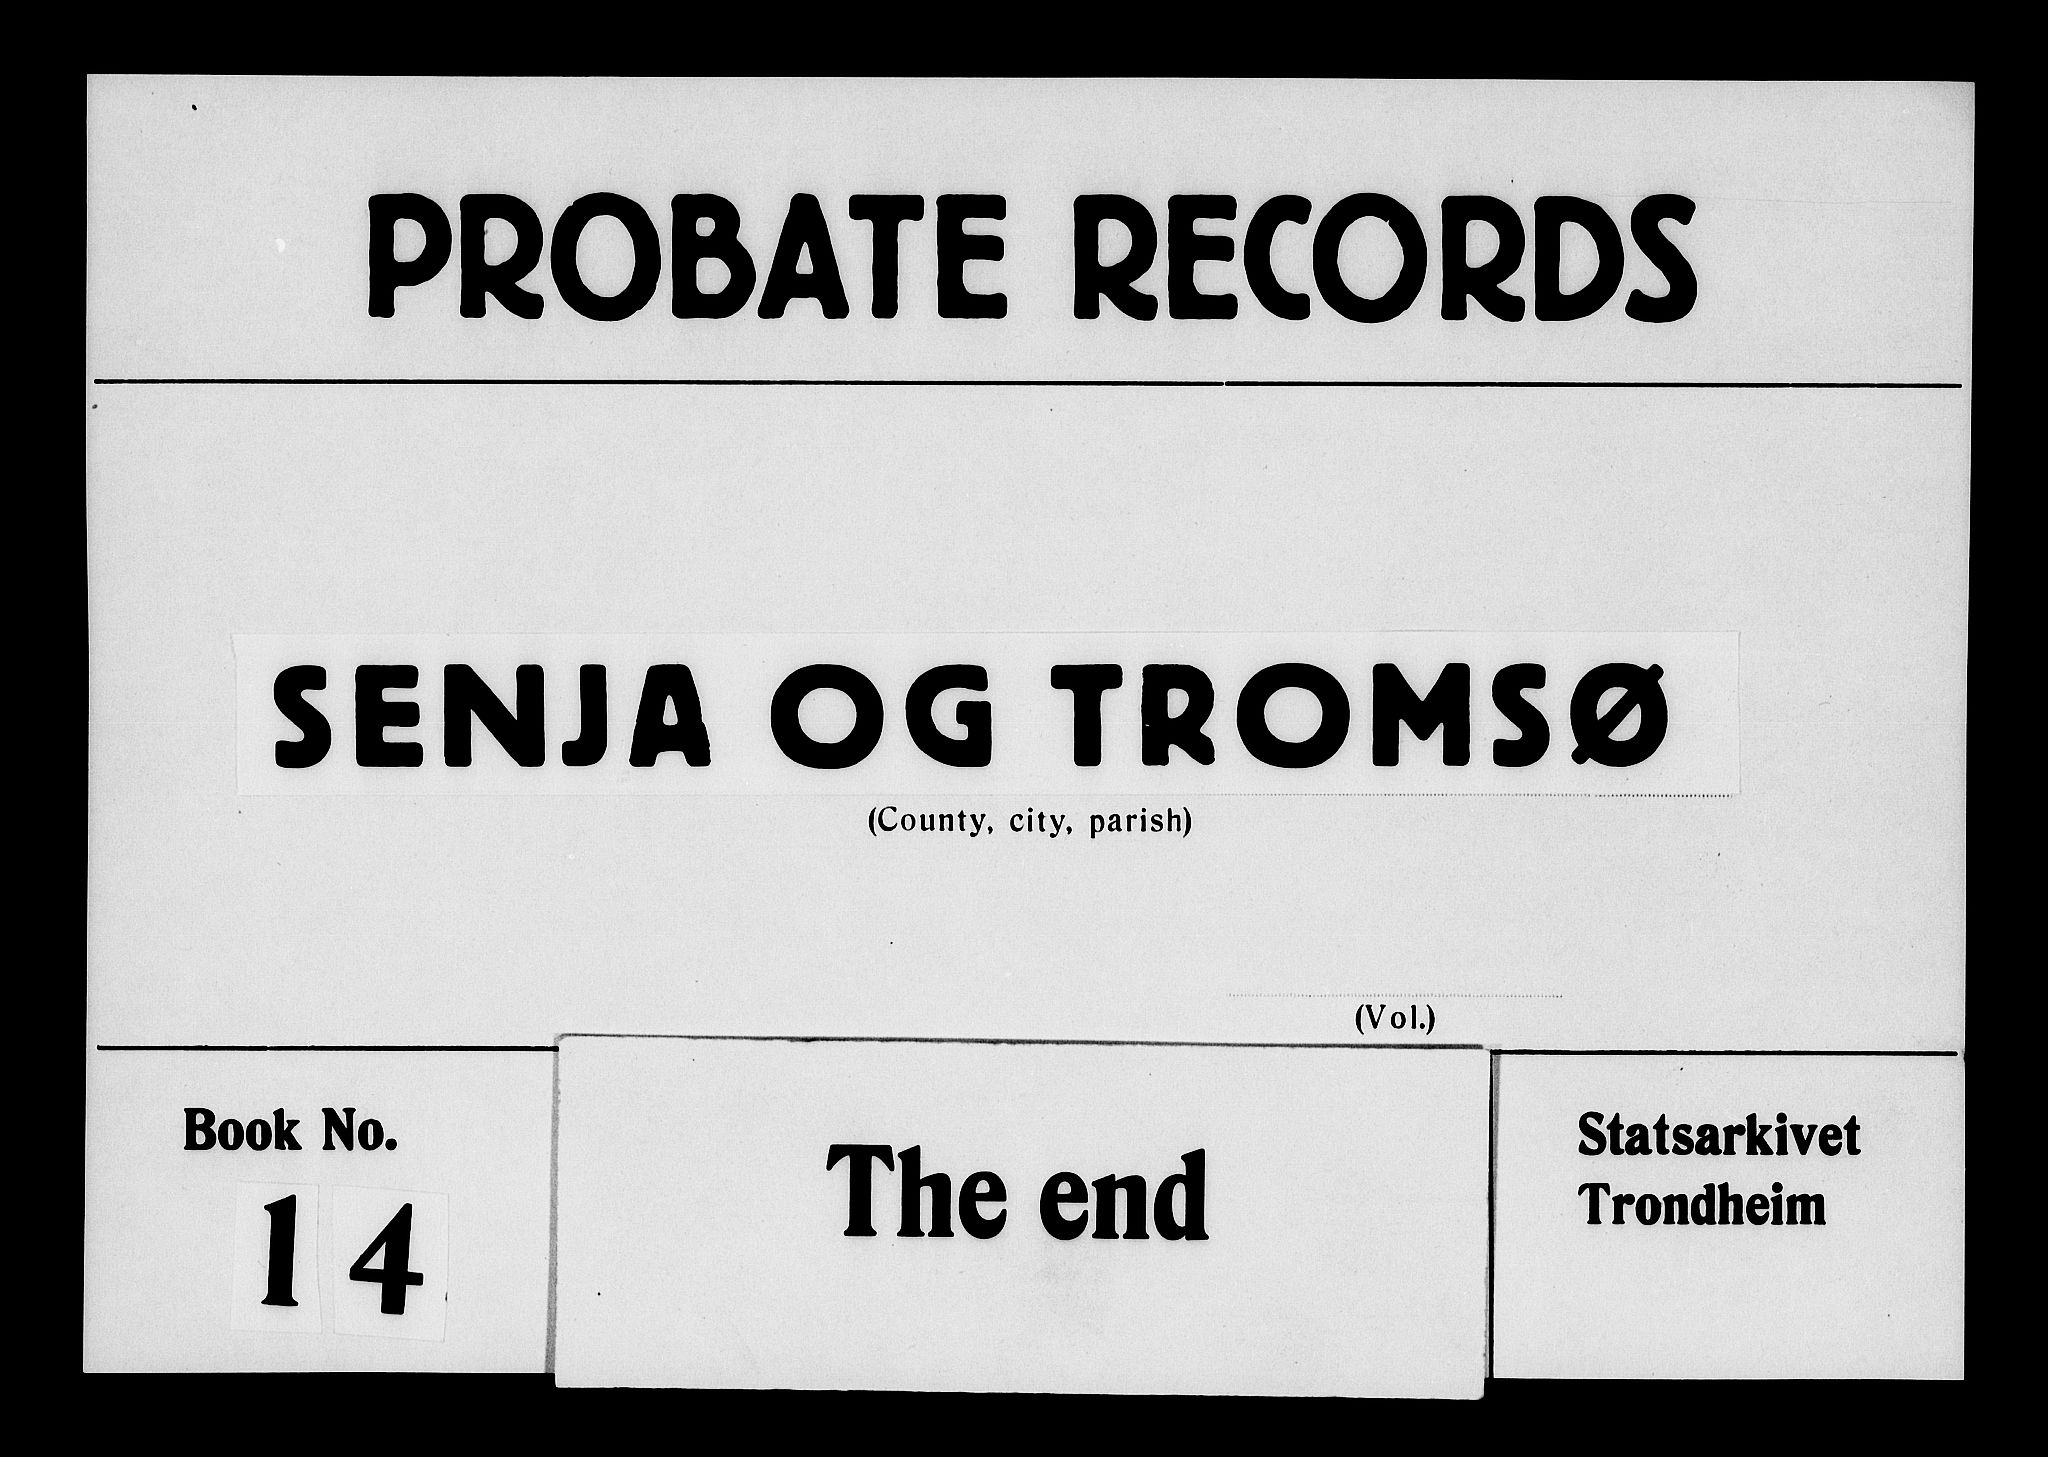 PROBATE RECORDS
SENJA OG TROMSØ
(County, city, parish)
(Vol.)
Book No.
14
The end
Statsarkivet
Trondheim